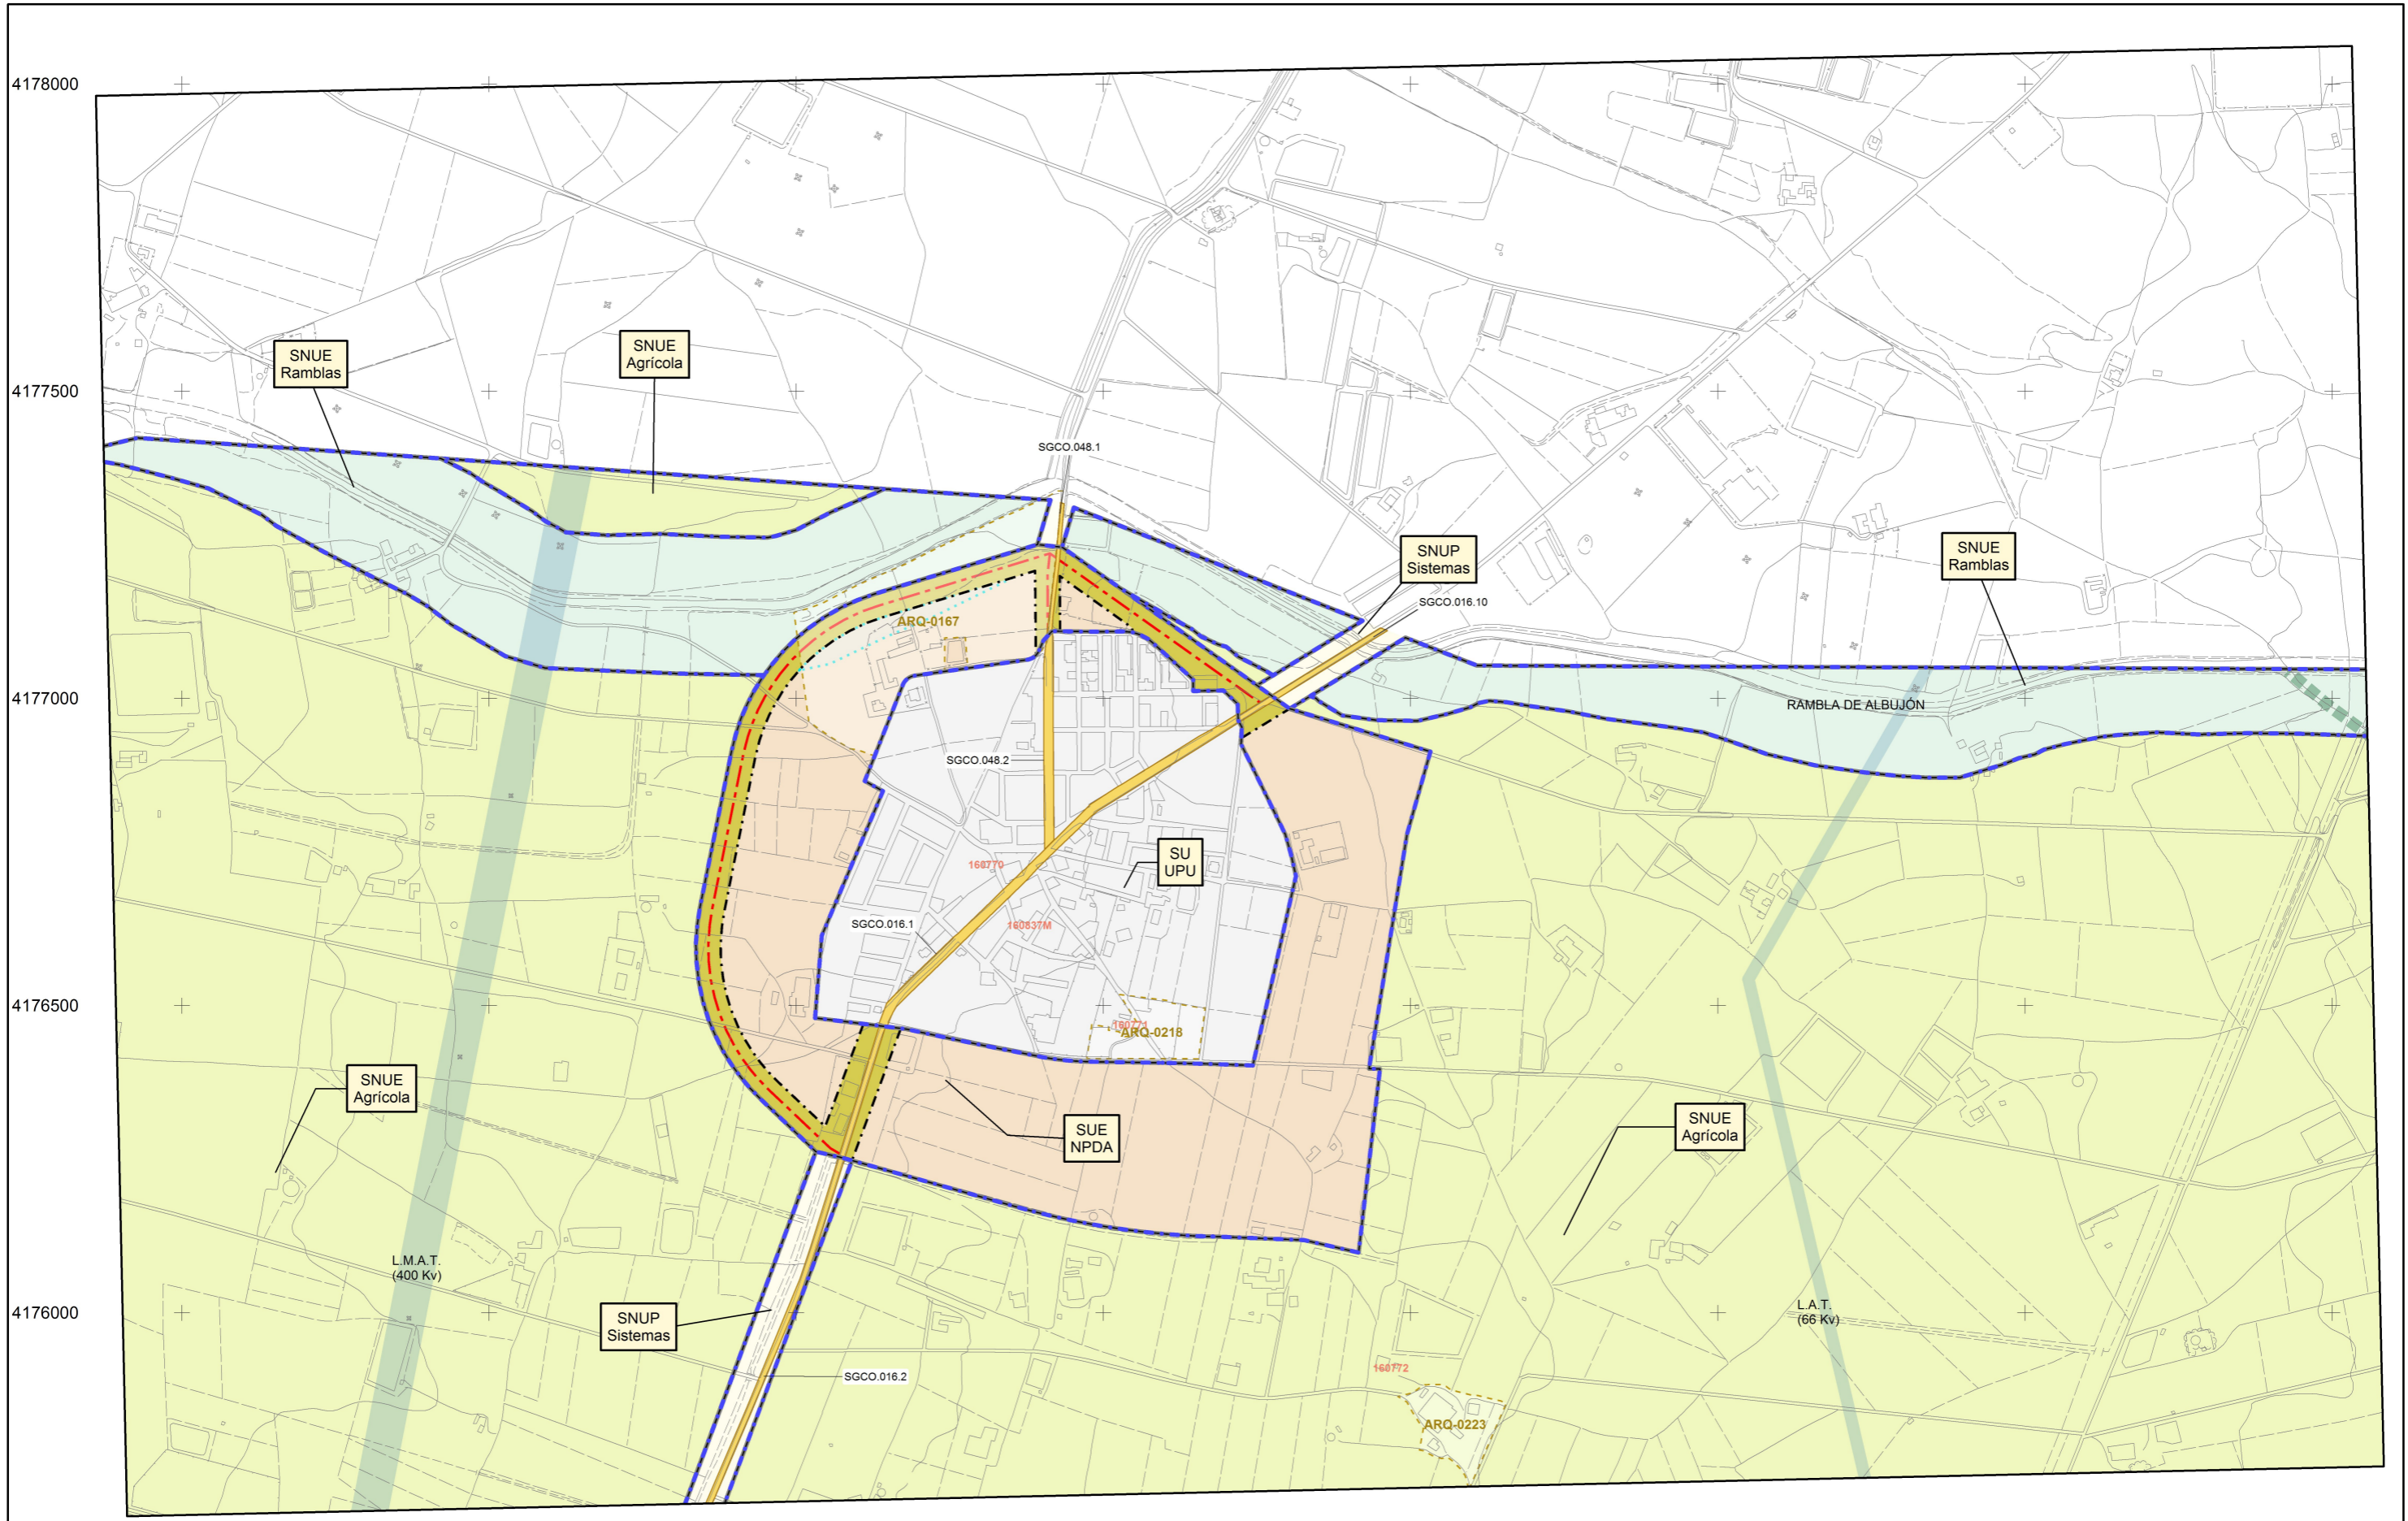 4178000
4177500
4177000
4176500
4176000
SNUE
Ramblas
SNUE
Agrícola
SGCO.048.1
SNUP
Sistemas
SGCO.016.10
SNUE
Ramblas
ARQ-0167
RAMBLA DE ALBUJÓN
SGCO.048.2
SU
UPU
160770
SGCO.016.1
160837M
160771
ARQ-0218
SNUE
Agrícola
SUE
NPDA
SNUE
Agrícola
L.M.A.T.
(400 Kv)
SNUP
Sistemas
L.A.T.
(66 Kv)
SGCO.016.2
160772
ARQ-0223